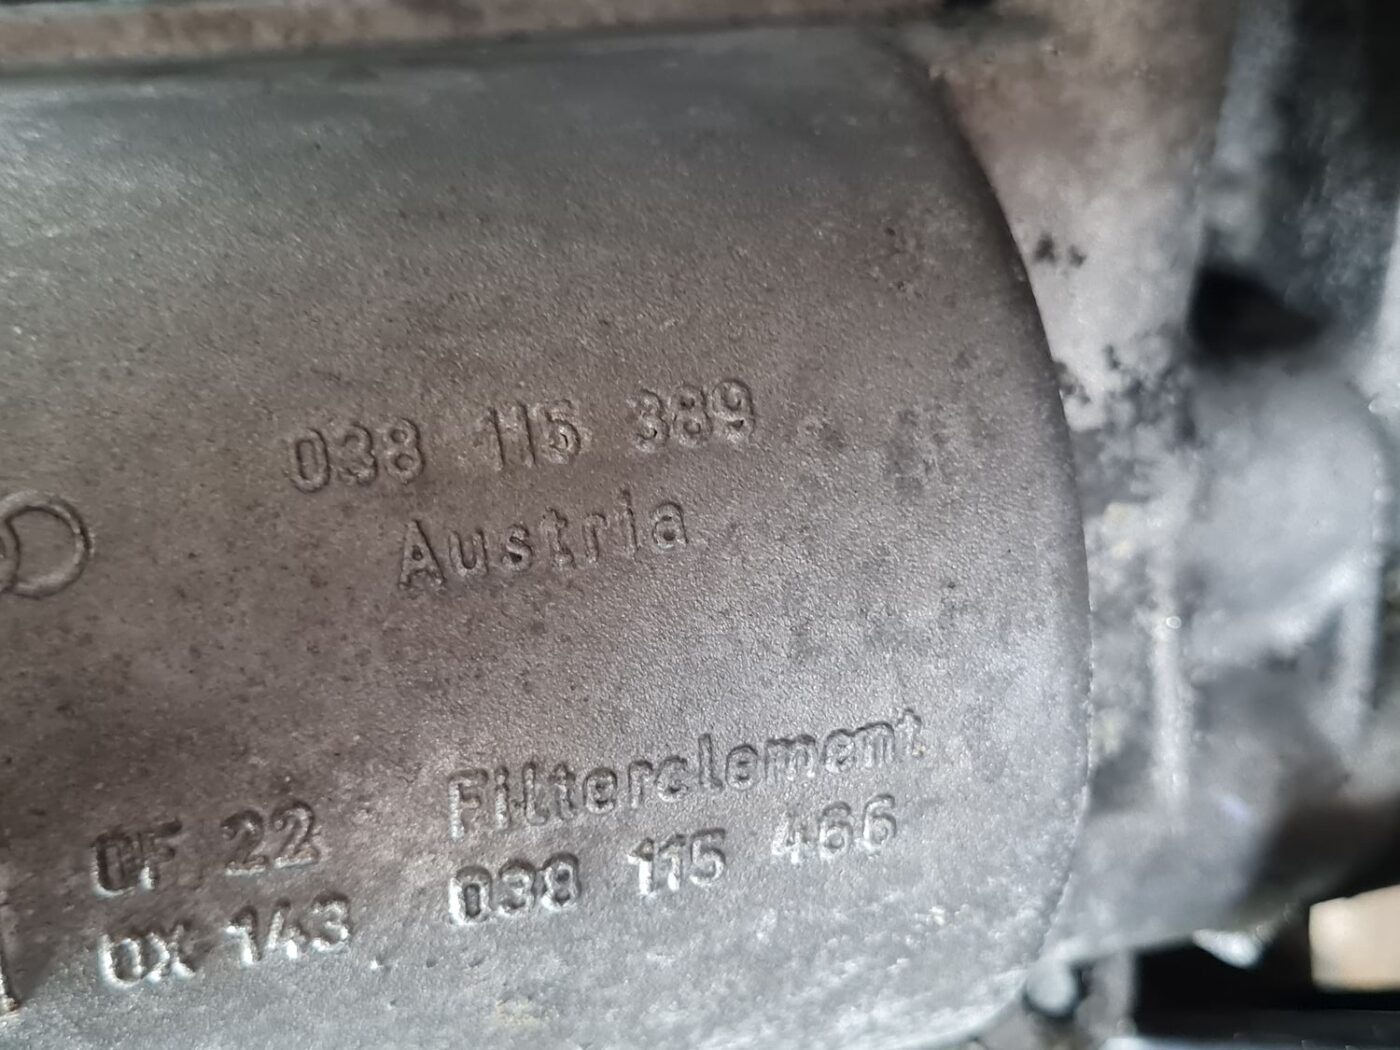 038 115 389
Austria
Filterelement
OF 22
038 115 466
OX 143